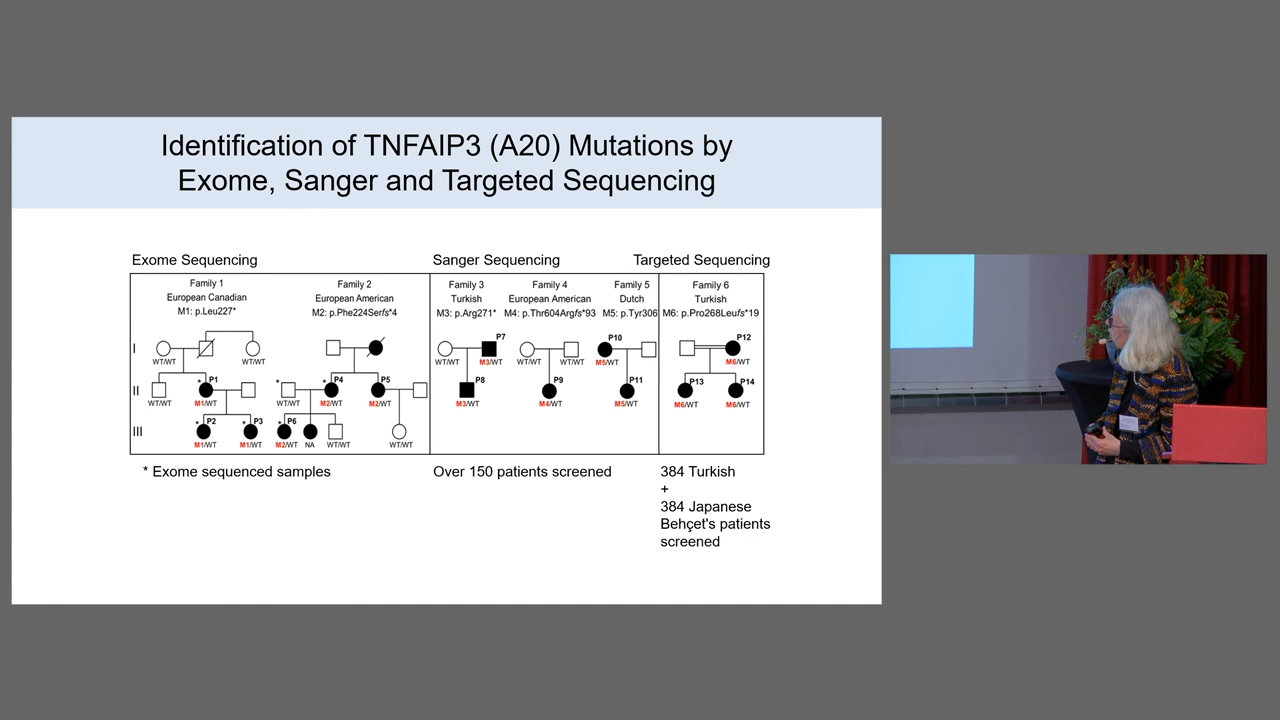 Identification of TNFAIP3 (A20) Mutations by
Exome, Sanger and Targeted Sequencing
Exome Sequencing
Sanger Sequencing
Targeted Sequencing
Family 1
European Canadian
M1: p.Leu227*
Family 2
European American
M2: p.Phe224Serfs*4
Family 3
Turkish
M3: p.Arg271*
Family 4
European American
M4: p.Thr604Argfs*93
Family 5
Dutch
M5: p.Tyr306
Family 6
Turkish
M6: p.Pro268Leufs*19
I
WT/WT
WT/WT
P7
M3/WT
WT/WT
WT/WT
P10
M5/WT
P12
M6/WT
II
WT/WT
* P1
M1/WT
*
WT/WT
* P4
M2/WT
P5
M2/WT
P8
M3/WT
P9
M4/WT
P11
M5/WT
P13
M6/WT
P14
M6/WT
III
* P2
M1/WT
* P3
M1/WT
* P6
M2/WT
NA
WT/WT
WT/WT
* Exome sequenced samples
Over 150 patients screened
384 Turkish
+
384 Japanese
Behçet's patients
screened